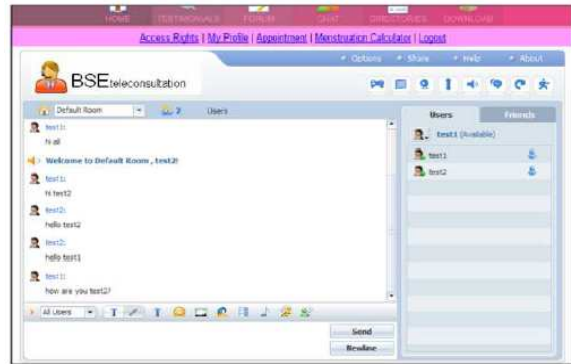 HOME TESTIMONIALS FORUM CHAT DIRECTORIES DOWNLOAD
Access Rights | My Profile | Appointment | Menstruation Calculator | Logout
Options Share Help About
BSEteleconsultation
Default Room 2 Users
Users Friends
test1:
hi all
test1 (Available)
Welcome to Default Room , test2!
test1
test1:
test2
hi test2
test2:
hello test2
test2:
hello test1
test1:
how are you test2?
All Users
Send
Newline